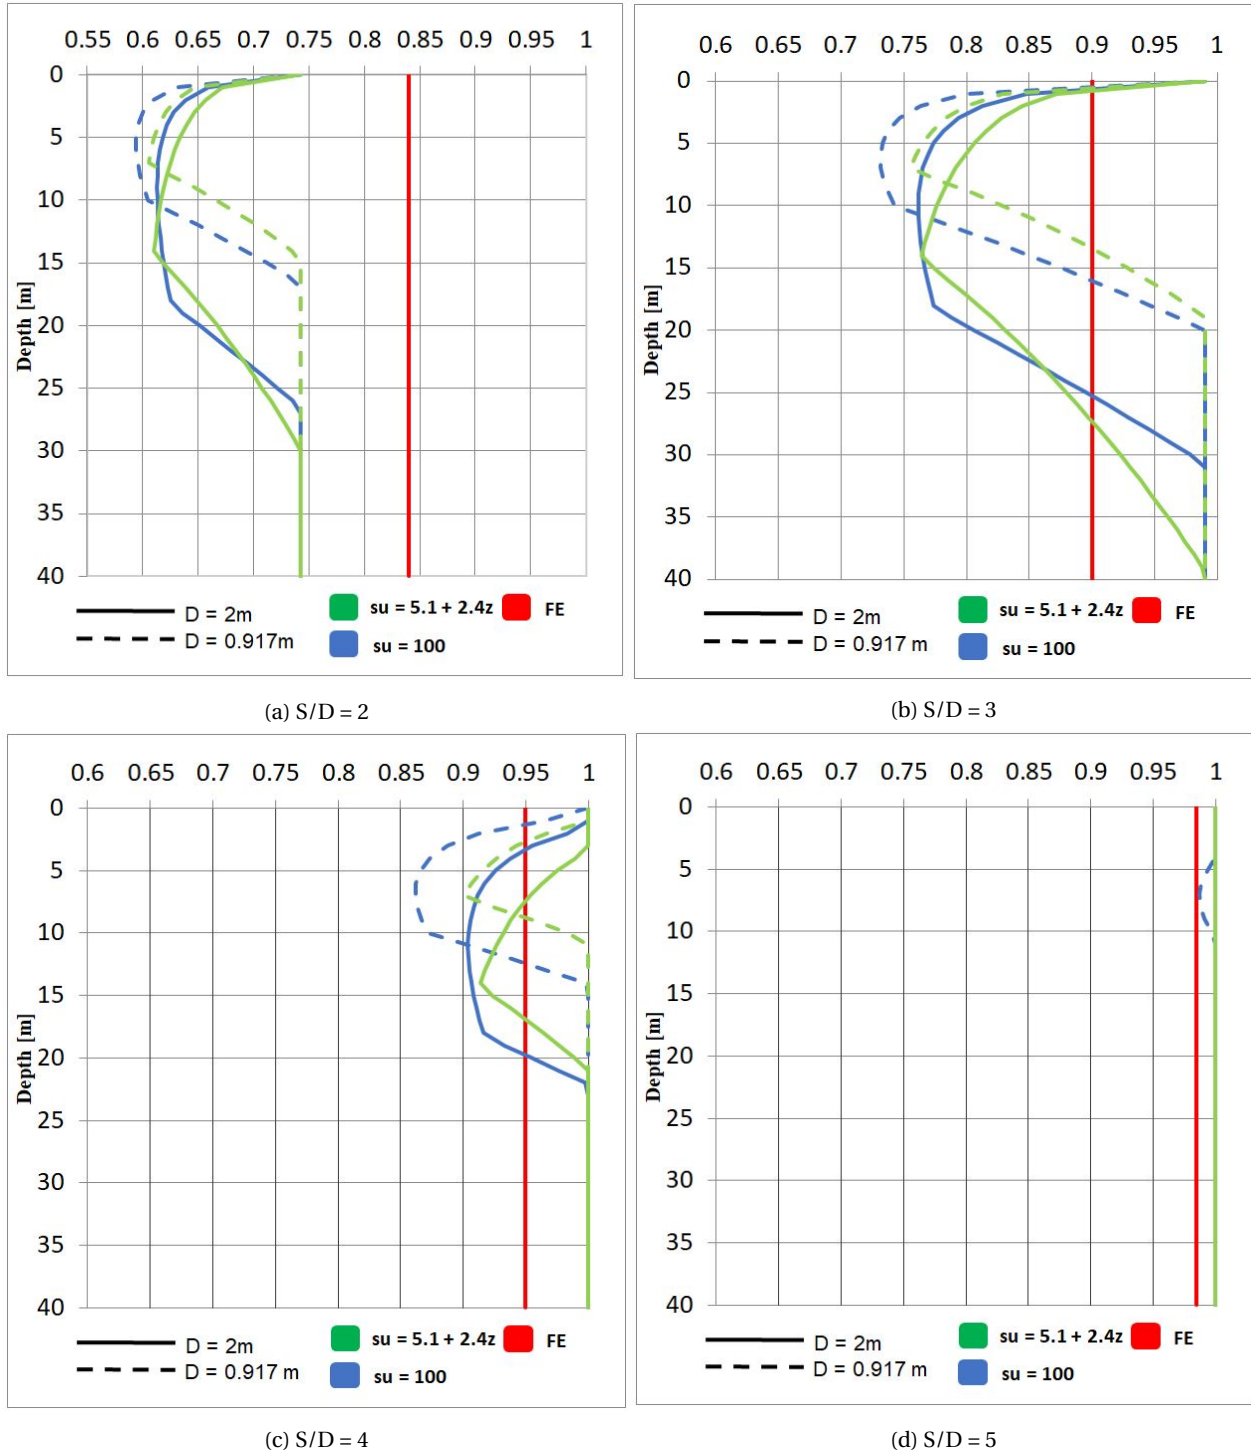 0.55 0.6 0.65 0.7 0.75 0.8 0.85 0.9 0.95 1
0
5
10
15
20
25
30
35
40
Depth [m]
D = 2m
D = 0.917m
su = 5.1 + 2.4z
FE
su = 100
(a) S/D = 2
0.6 0.65 0.7 0.75 0.8 0.85 0.9 0.95 1
0
5
10
15
20
25
30
35
40
Depth [m]
D = 2m
D = 0.917 m
su = 5.1 + 2.4z
FE
su = 100
(b) S/D = 3
0.6 0.65 0.7 0.75 0.8 0.85 0.9 0.95 1
0
5
10
15
20
25
30
35
40
Depth [m]
D = 2m
D = 0.917 m
su = 5.1 + 2.4z
FE
su = 100
(c) S/D = 4
0.6 0.65 0.7 0.75 0.8 0.85 0.9 0.95 1
0
5
10
15
20
25
30
35
40
Depth [m]
D = 2m
D = 0.917 m
su = 5.1 + 2.4z
FE
su = 100
(d) S/D = 5